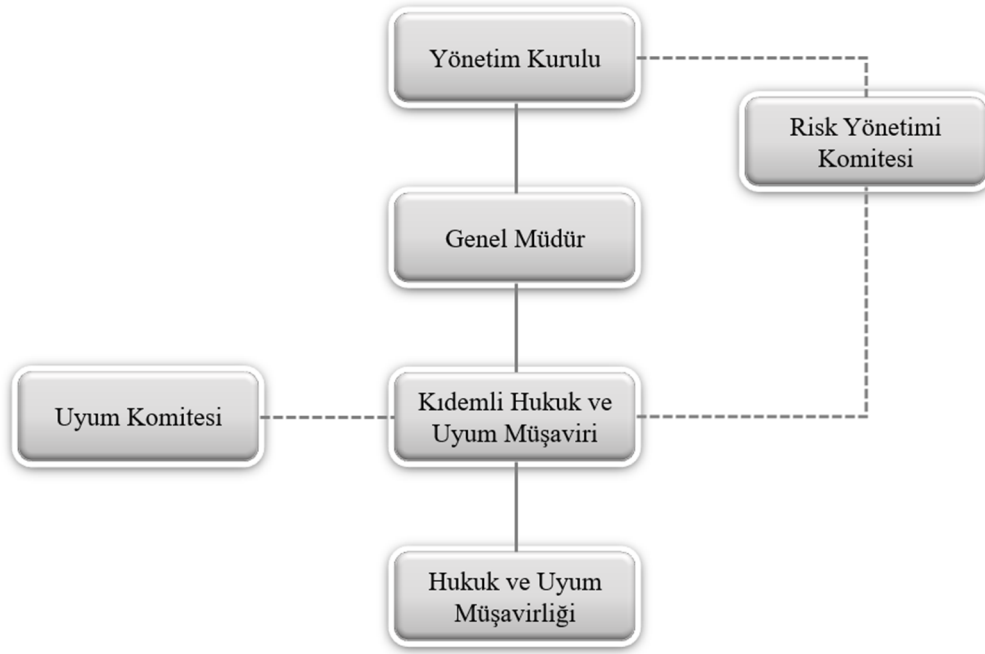 Yönetim Kurulu
Risk Yönetimi
Komitesi
Genel Müdür
Uyum Komitesi
Kıdemli Hukuk ve
Uyum Müşaviri
Hukuk ve Uyum
Müşavirliği